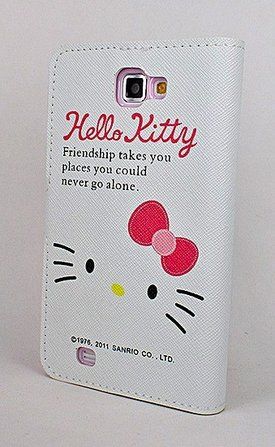 Hello Kitty
Friendship takes you
places you could
never go alone.
©1976, 2011 SANRIO CO., LTD.